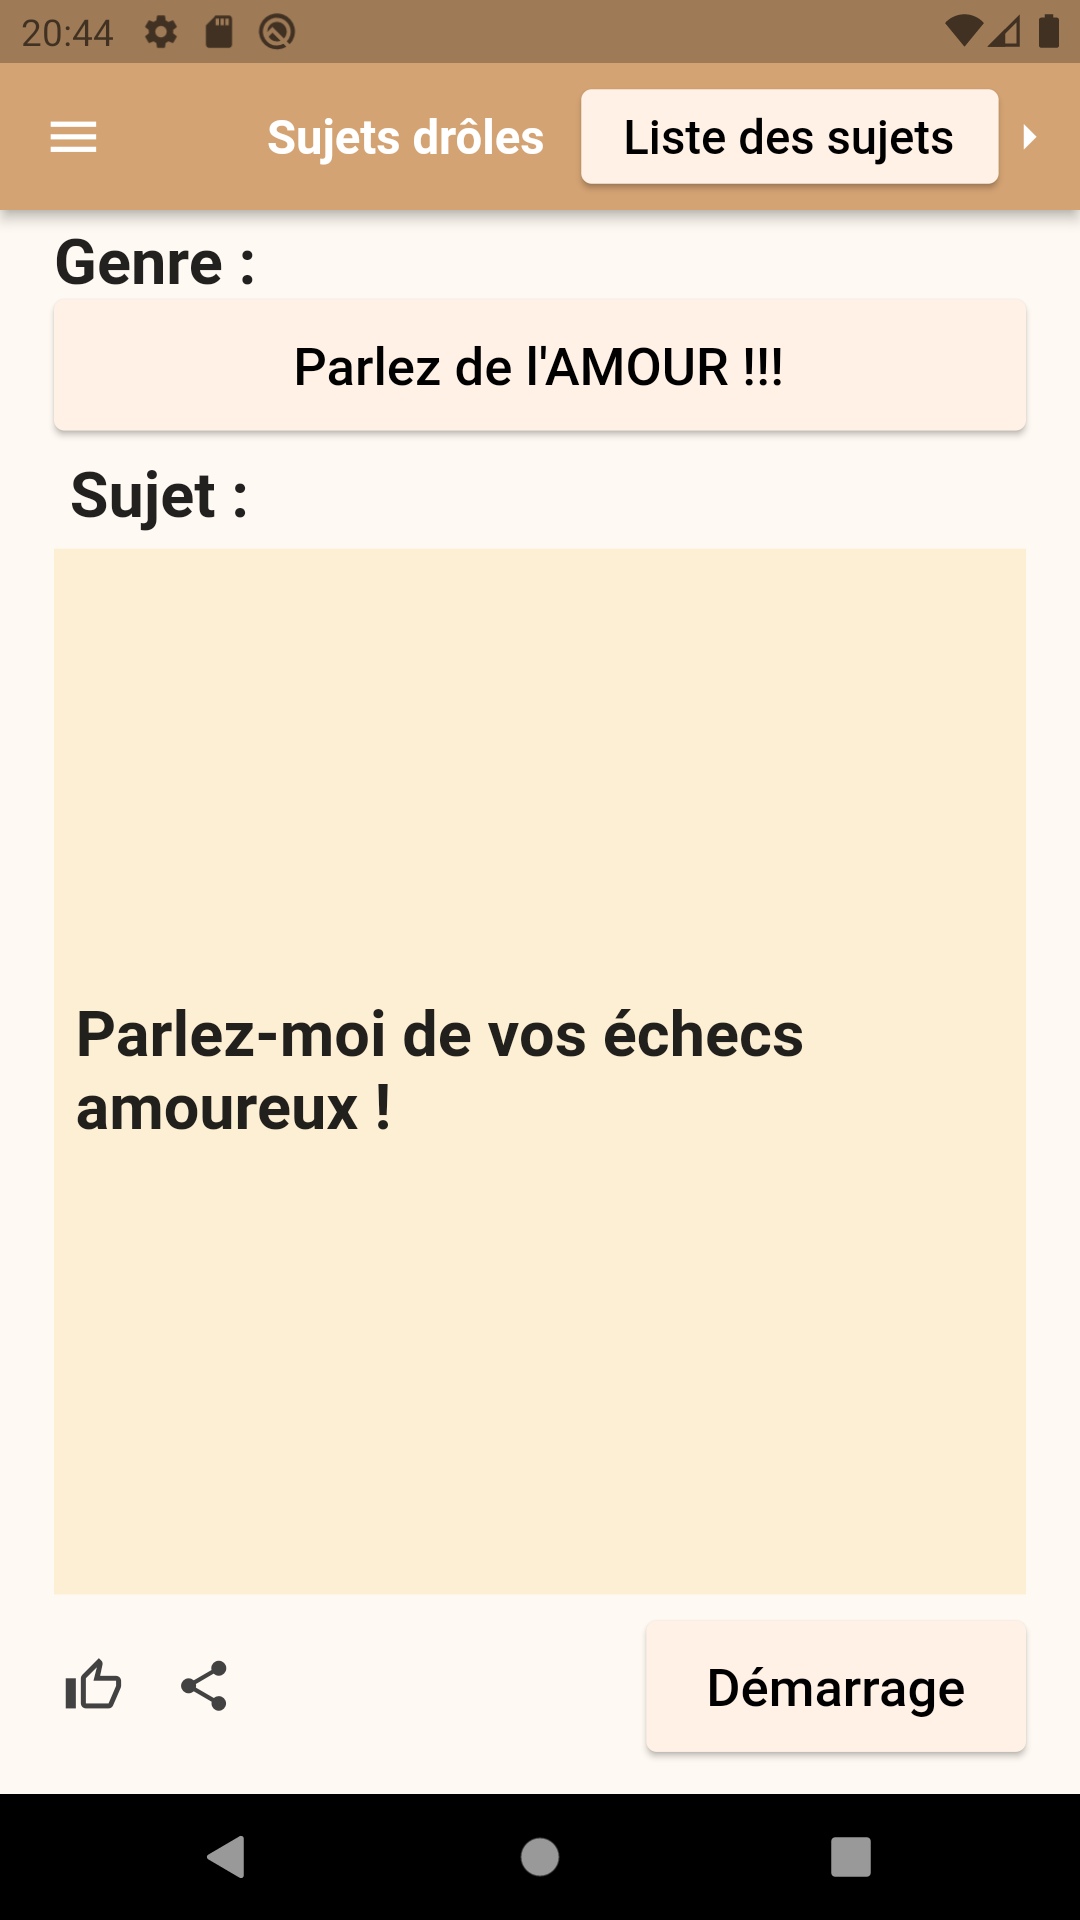 20:44
Sujets drôles
Liste des sujets
Genre :
Parlez de l'AMOUR !!!
Sujet :
Parlez-moi de vos échecs
amoureux !
Démarrage